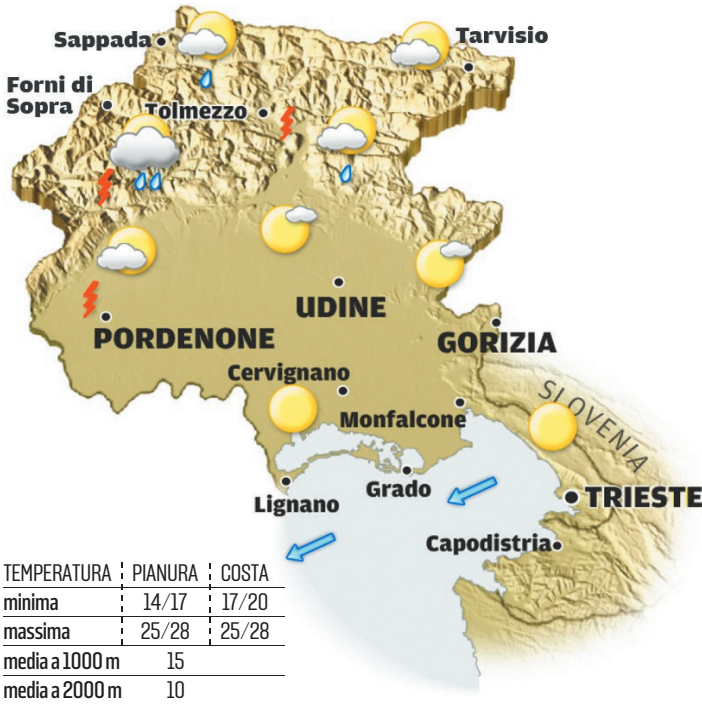 Sappada
Tarvisio
Forni di
Sopra
Tolmezzo
UDINE
PORDENONE
GORIZIA
Cervignano
SLOVENIA
Monfalcone
Grado
Lignano
TRIESTE
Capodistria
TEMPERATURA PIANURA COSTA
minima 14/17 17/20
massima 25/28 25/28
media a 1000 m 15
media a 2000 m 10